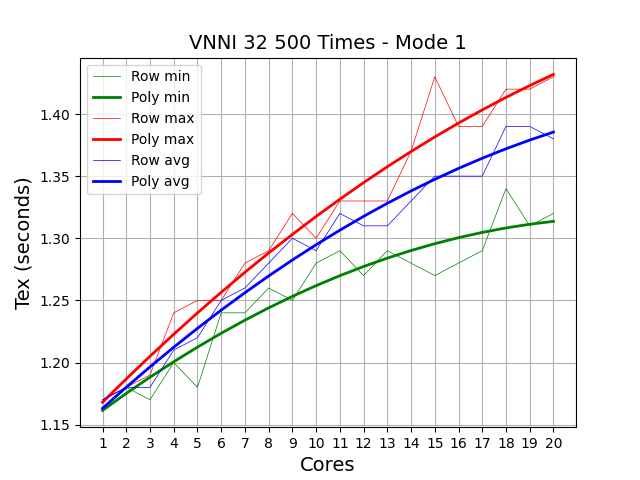 VNNI 32 500 Times - Mode 1
Row min
Poly min
Row max
Poly max
Row avg
Poly avg
1.40
1.35
1.30
1.25
1.20
1.15
Tex (seconds)
1 2 3 4 5 6 7 8 9 10 11 12 13 14 15 16 17 18 19 20
Cores